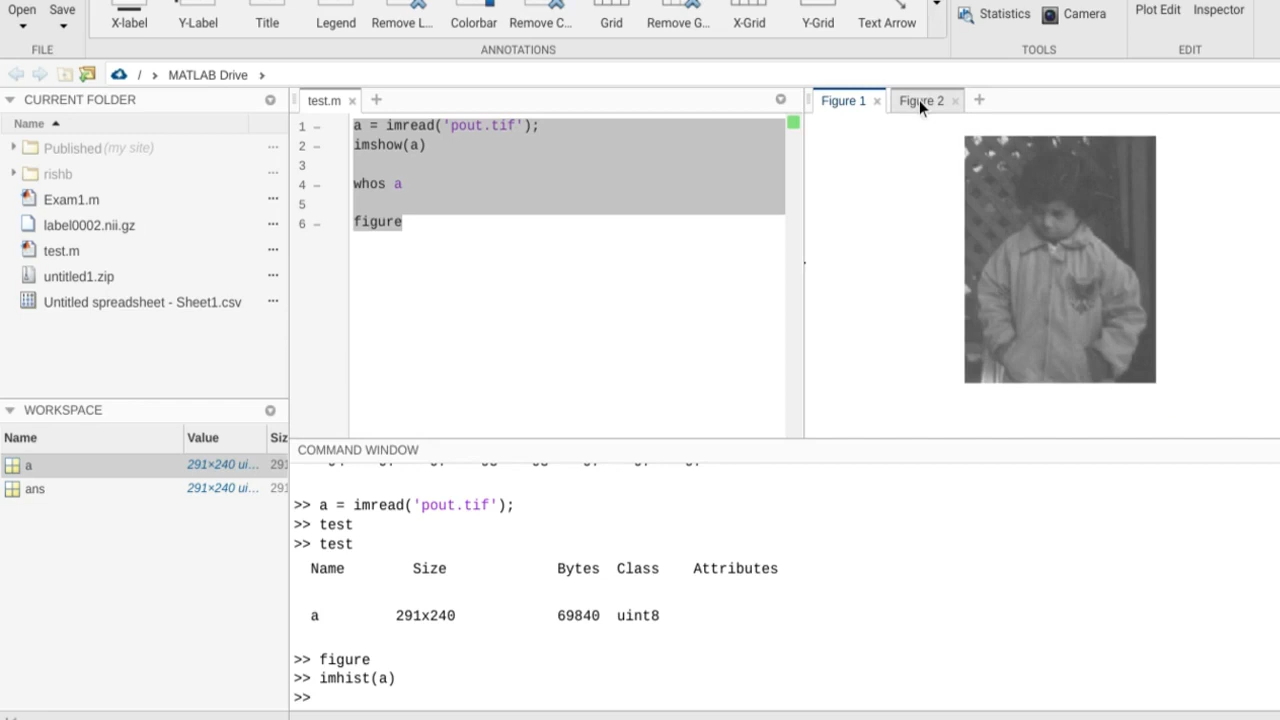 Open Save X-label Y-Label Title Legend Remove L... Colorbar Remove C... Grid Remove G... X-Grid Y-Grid Text Arrow Statistics Camera Plot Edit Inspector
FILE ANNOTATIONS TOOLS EDIT
/ MATLAB Drive
CURRENT FOLDER
Name
Published (my site)
rishb
Exam1.m
label0002.nii.gz
test.m
untitled1.zip
Untitled spreadsheet - Sheet1.csv
WORKSPACE
Name Value Siz
a 291×240 ui... 291
ans 291×240 ui... 291
test.m
1 a = imread('pout.tif');
2 imshow(a)
3
4 whos a
5
6 figure
Figure 1 Figure 2
COMMAND WINDOW
>> a = imread('pout.tif');
>> test
>> test
Name Size Bytes Class Attributes
a 291x240 69840 uint8
>> figure
>> imhist(a)
>>